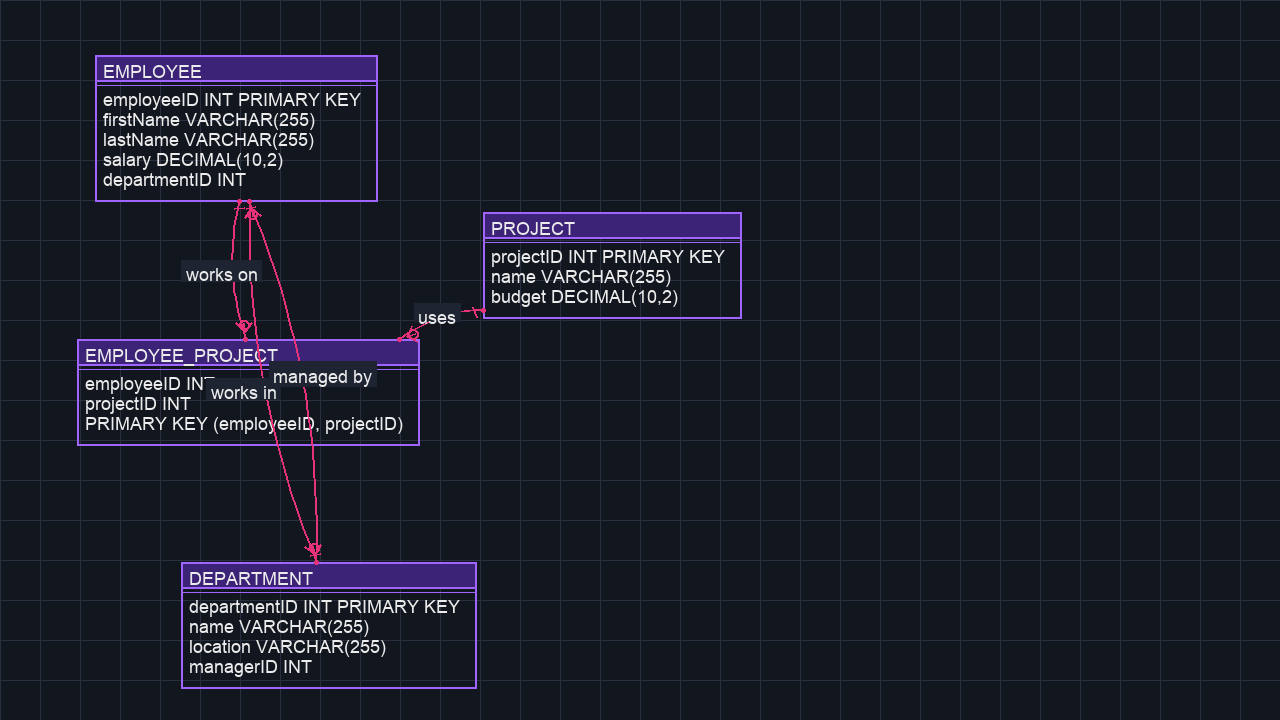 EMPLOYEE
employeeID INT PRIMARY KEY
firstName VARCHAR(255)
lastName VARCHAR(255)
salary DECIMAL(10,2)
departmentID INT
PROJECT
projectID INT PRIMARY KEY
name VARCHAR(255)
budget DECIMAL(10,2)
works on
uses
EMPLOYEE_PROJECT
employeeID INT
projectID INT
PRIMARY KEY (employeeID, projectID)
managed by
works in
DEPARTMENT
departmentID INT PRIMARY KEY
name VARCHAR(255)
location VARCHAR(255)
managerID INT